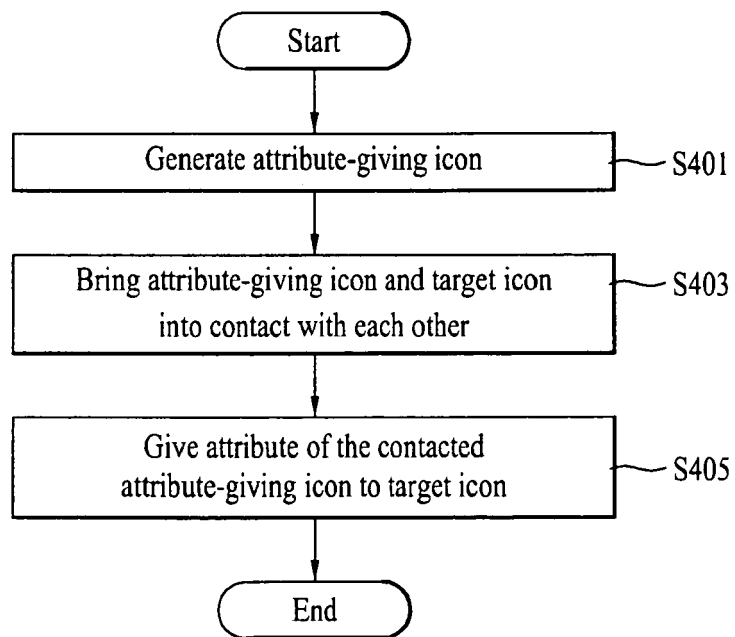 Start
Generate attribute-giving icon
S401
Bring attribute-giving icon and target icon
into contact with each other
S403
Give attribute of the contacted
attribute-giving icon to target icon
S405
End